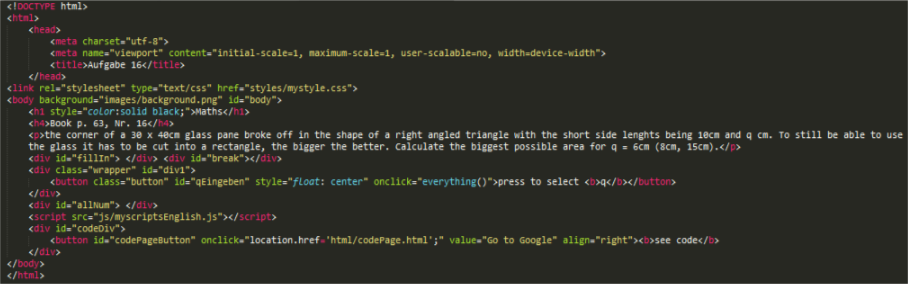 <!DOCTYPE html>
<html>
<head>
<meta charset="utf-8">
<meta name="viewport" content="initial-scale=1, maximum-scale=1, user-scalable=no, width=device-width">
<title>Aufgabe 16</title>
</head>
<link rel="stylesheet" type="text/css" href="styles/mystyle.css">
<body background="images/background.png" id="body">
<h1 style="color:solid black;">Maths</h1>
<h4>Book p. 63, Nr. 16</h4>
<p>the corner of a 30 x 40cm glass pane broke off in the shape of a right angled triangle with the short side lenghts being 10cm and q cm. To still be able to use
the glass it has to be cut into a rectangle, the bigger the better. Calculate the biggest possible area for q = 6cm (8cm, 15cm).</p>
<div id="fillIn"> </div> <div id="break"></div>
<div class="wrapper" id="div1">
<button class="button" id="qEingeben" style="float: center" onclick="everything()">press to select <b>q</b></button>
</div>
<div id="allNum"> </div>
<script src="js/myscriptsEnglish.js"></script>
<div id="codeDiv">
<button id="codePageButton" onclick="location.href='html/codePage.html';" value="Go to Google" align="right"><b>see code</b>
</div>
</body>
</html>